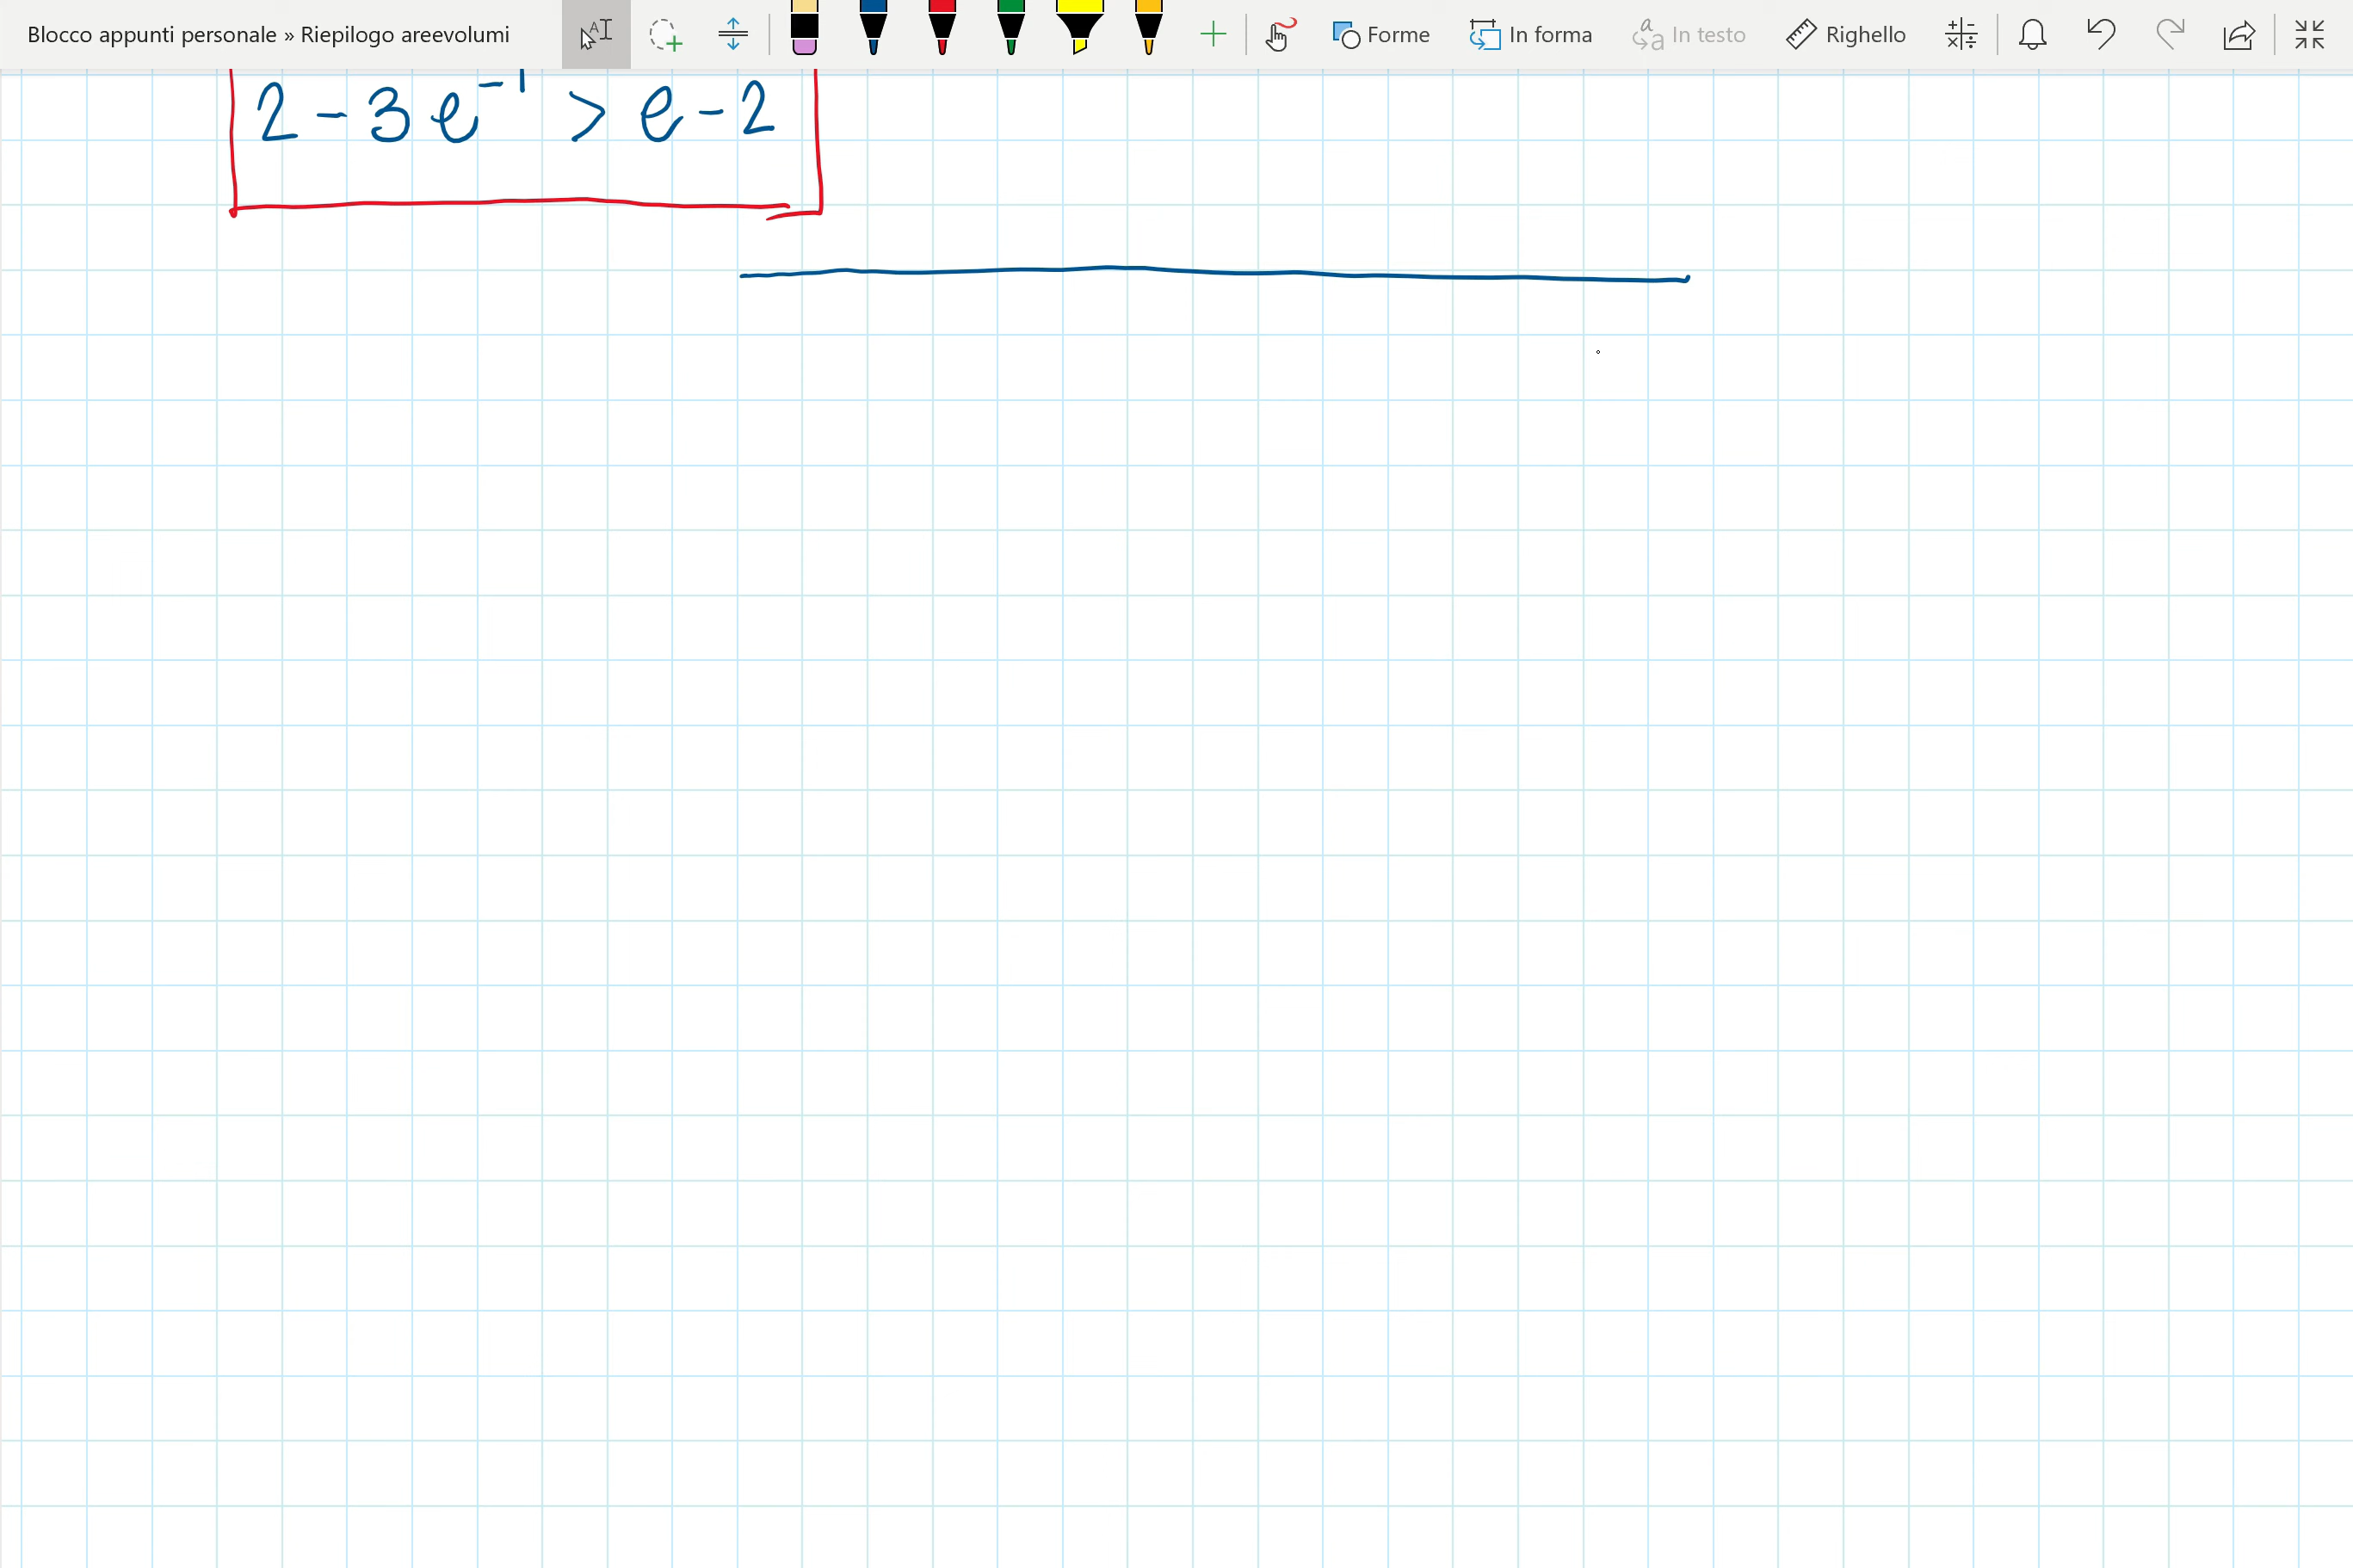 Blocco appunti personale » Riepilogo areevolumi
Forme
In forma
In testo
Righello
2 - 3e⁻¹ > e - 2